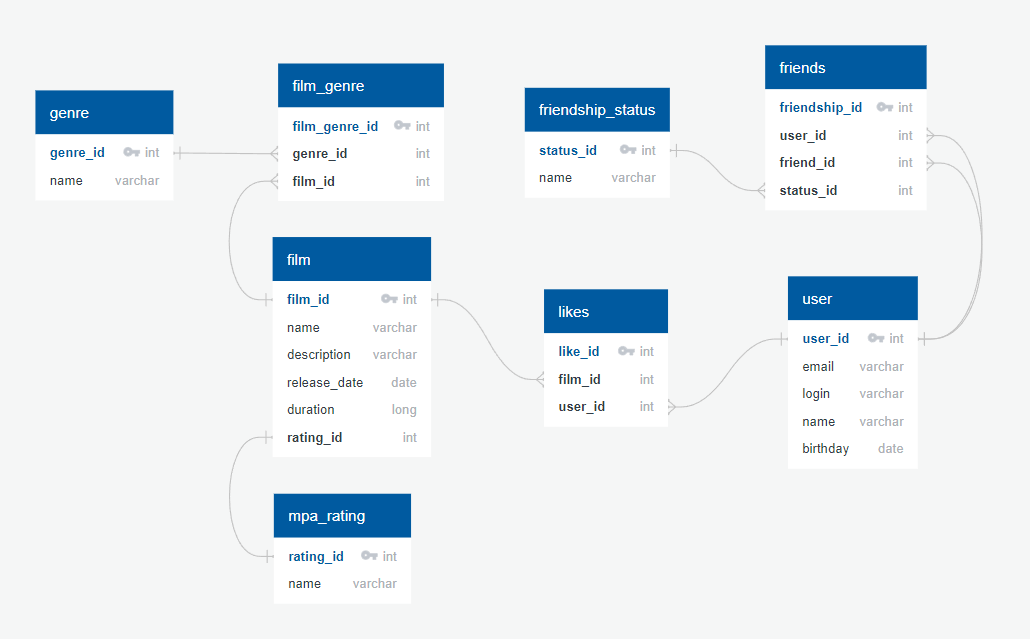 genre
genre_id int
name varchar
film_genre
film_genre_id int
genre_id int
film_id int
friendship_status
status_id int
name varchar
friends
friendship_id int
user_id int
friend_id int
status_id int
film
film_id int
name varchar
description varchar
release_date date
duration long
rating_id int
likes
like_id int
film_id int
user_id int
user
user_id int
email varchar
login varchar
name varchar
birthday date
mpa_rating
rating_id int
name varchar